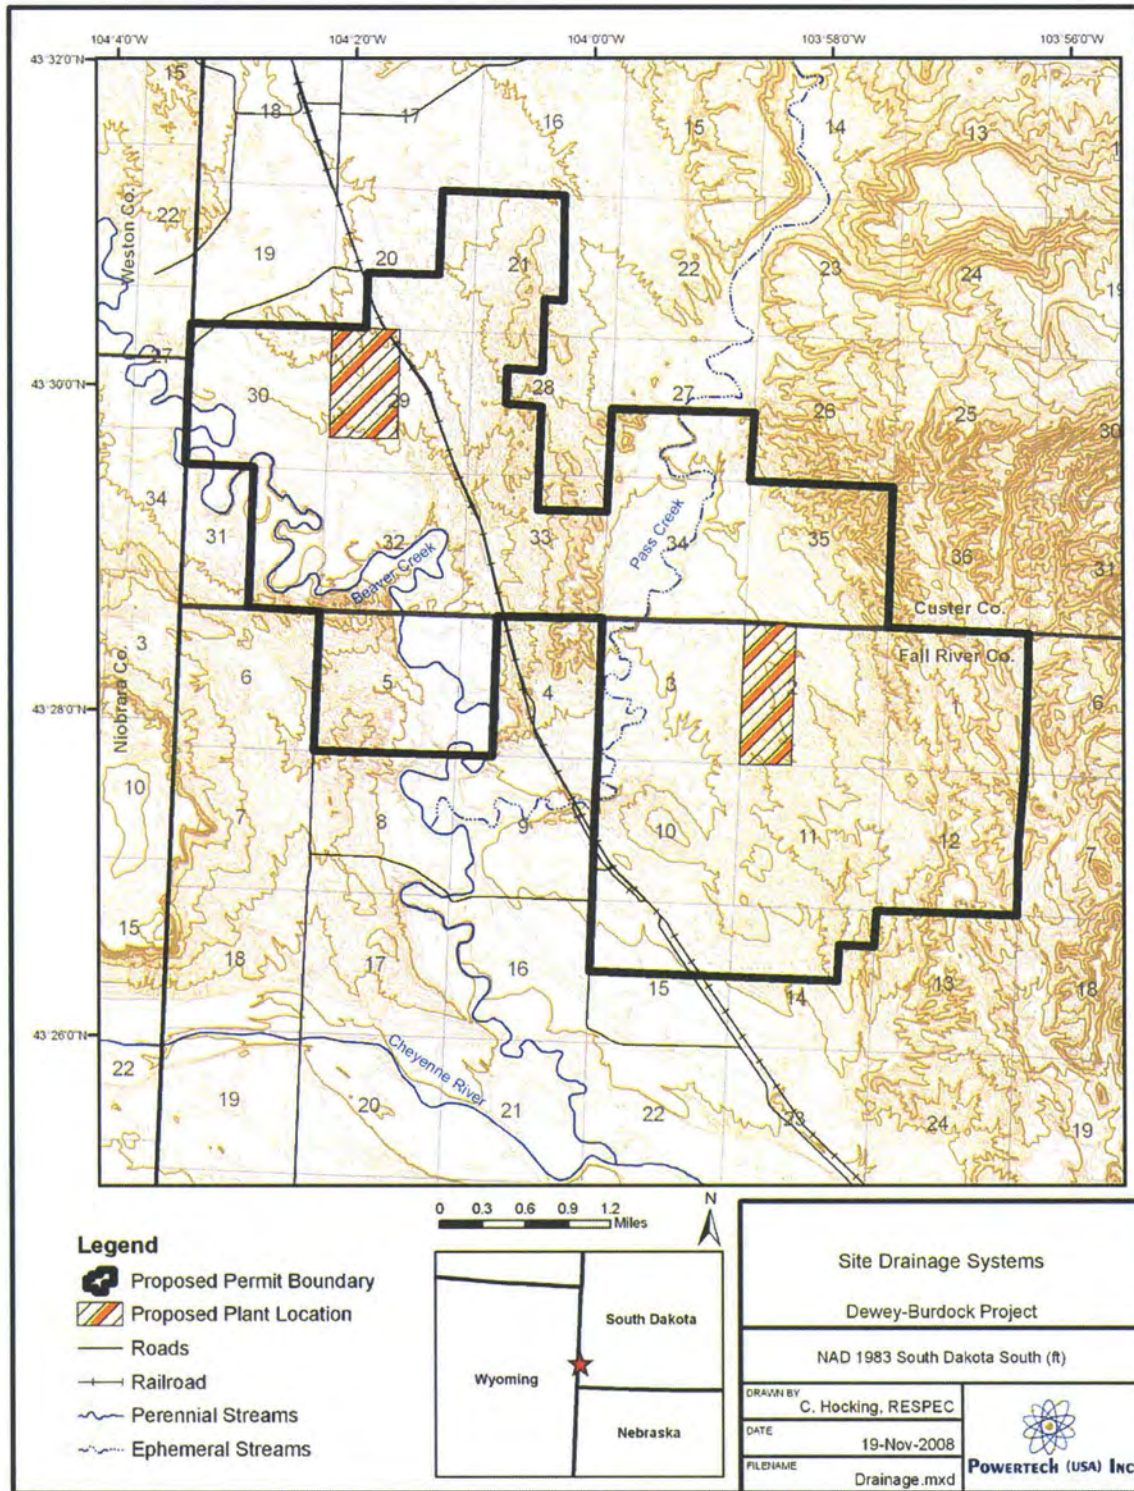 104°4'0"W 104°2'0"W 104°0'0"W 103°58'0"W 103°56'0"W
43°32'0"N
15 18 17 16 15 14 13
Weston Co.
22 19 20 21 22 23 24 19
43°30'0"N
27 30 29 28 27 26 25 30
34 31 32 33 34 35 36 31
Beaver Creek
Pass Creek
Custer Co.
Fall River Co.
Niobrara Co.
3 6 5 4 3 2 1 6
43°28'0"N
10 7 8 9 10 11 12 7
15 18 17 16 15 14 13 18
43°26'0"N
Cheyenne River
22 19 20 21 22 23 24 19
Legend
Proposed Permit Boundary
Proposed Plant Location
Roads
Railroad
Perennial Streams
Ephemeral Streams
0 0.3 0.6 0.9 1.2
Miles
N
South Dakota
Wyoming
Nebraska
Site Drainage Systems
Dewey-Burdock Project
NAD 1983 South Dakota South (ft)
DRAWN BY
C. Hocking, RESPEC
DATE
19-Nov-2008
FILENAME
Drainage.mxd
POWERTECH (USA) INC